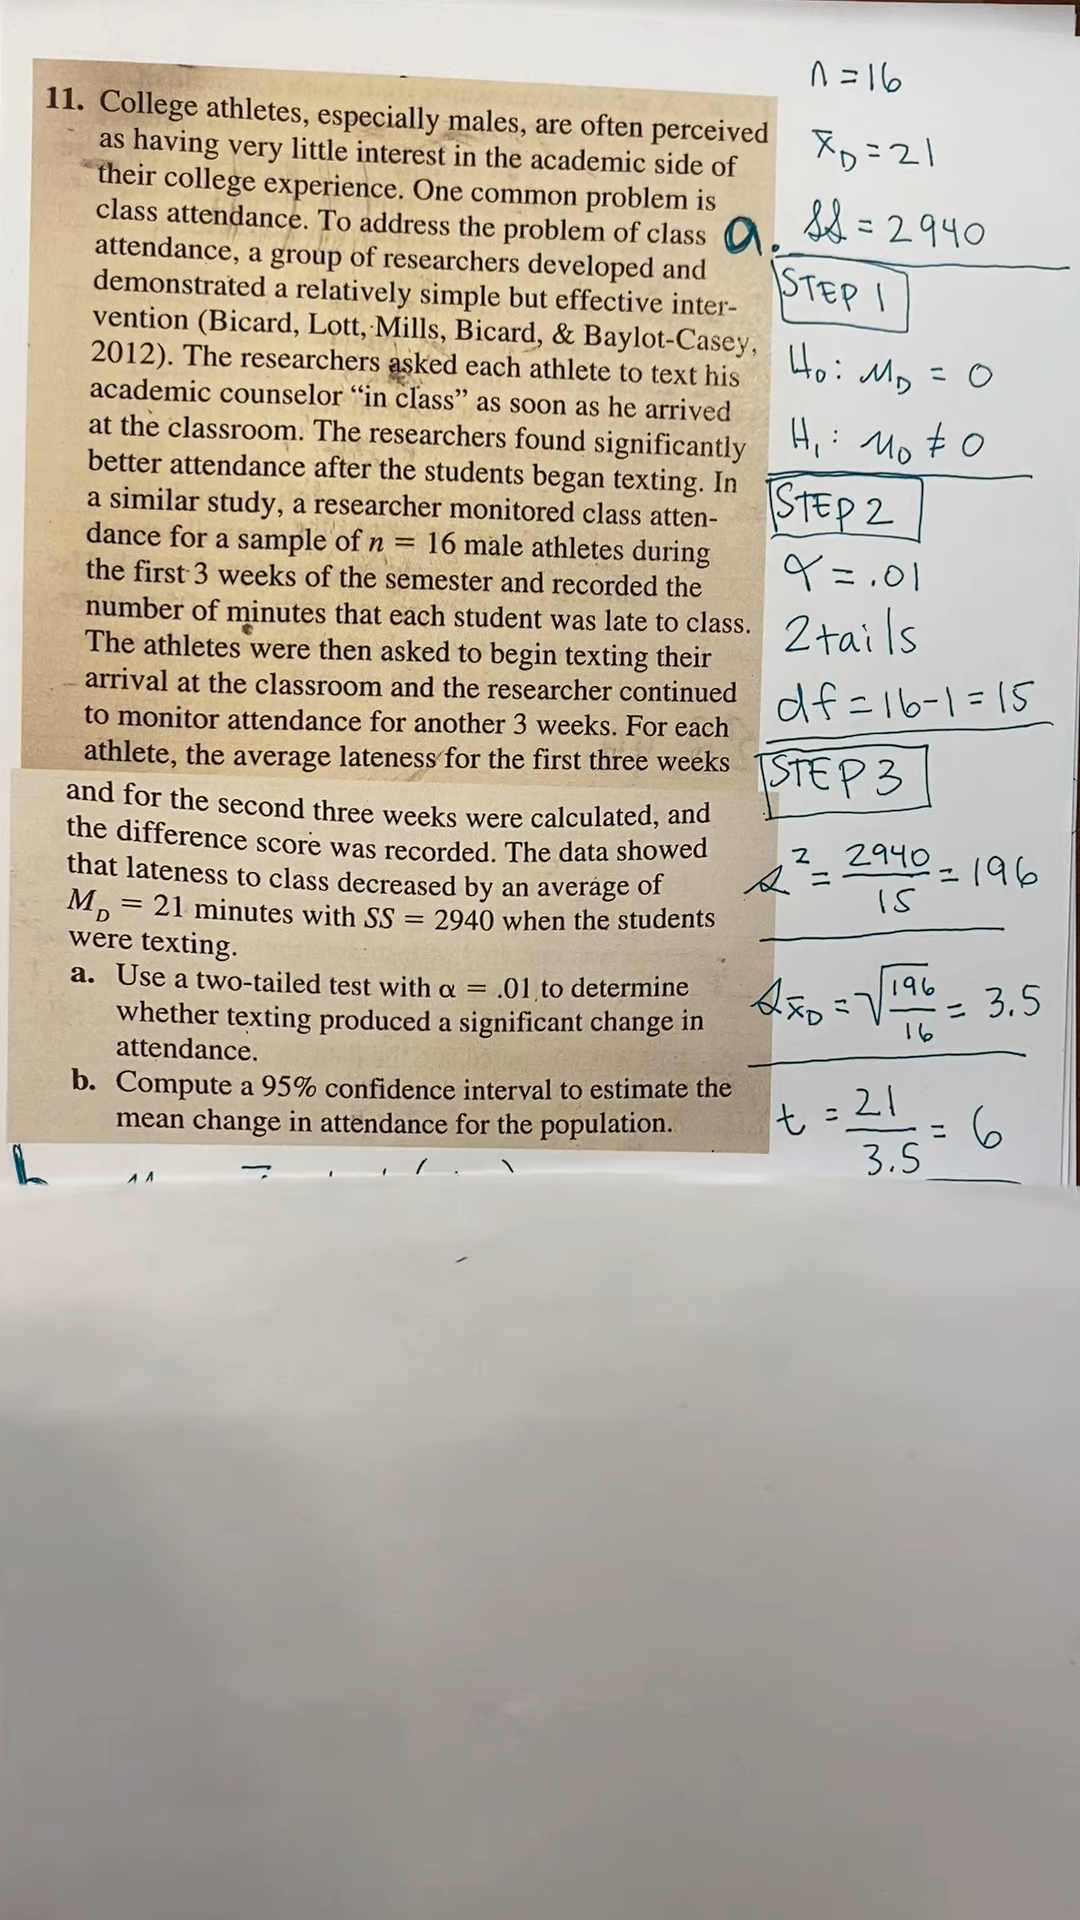 11. College athletes, especially males, are often perceived
as having very little interest in the academic side of
their college experience. One common problem is
class attendance. To address the problem of class
attendance, a group of researchers developed and
demonstrated a relatively simple but effective inter-
vention (Bicard, Lott, Mills, Bicard, & Baylot-Casey,
2012). The researchers asked each athlete to text his
academic counselor “in class” as soon as he arrived
at the classroom. The researchers found significantly
better attendance after the students began texting. In
a similar study, a researcher monitored class atten-
dance for a sample of n = 16 male athletes during
the first 3 weeks of the semester and recorded the
number of minutes that each student was late to class.
The athletes were then asked to begin texting their
arrival at the classroom and the researcher continued
to monitor attendance for another 3 weeks. For each
athlete, the average lateness for the first three weeks
and for the second three weeks were calculated, and
the difference score was recorded. The data showed
that lateness to class decreased by an average of
M_D = 21 minutes with SS = 2940 when the students
were texting.
a. Use a two-tailed test with α = .01 to determine
whether texting produced a significant change in
attendance.
b. Compute a 95% confidence interval to estimate the
mean change in attendance for the population.
n = 16
x̄_D = 21
a. SS = 2940
STEP 1
H₀: μ_D = 0
H₁: μ_D ≠ 0
STEP 2
α = .01
2 tails
df = 16-1 = 15
STEP 3
s² = 2940/15 = 196
s_x̄_D = √196/16 = 3.5
t = 21/3.5 = 6